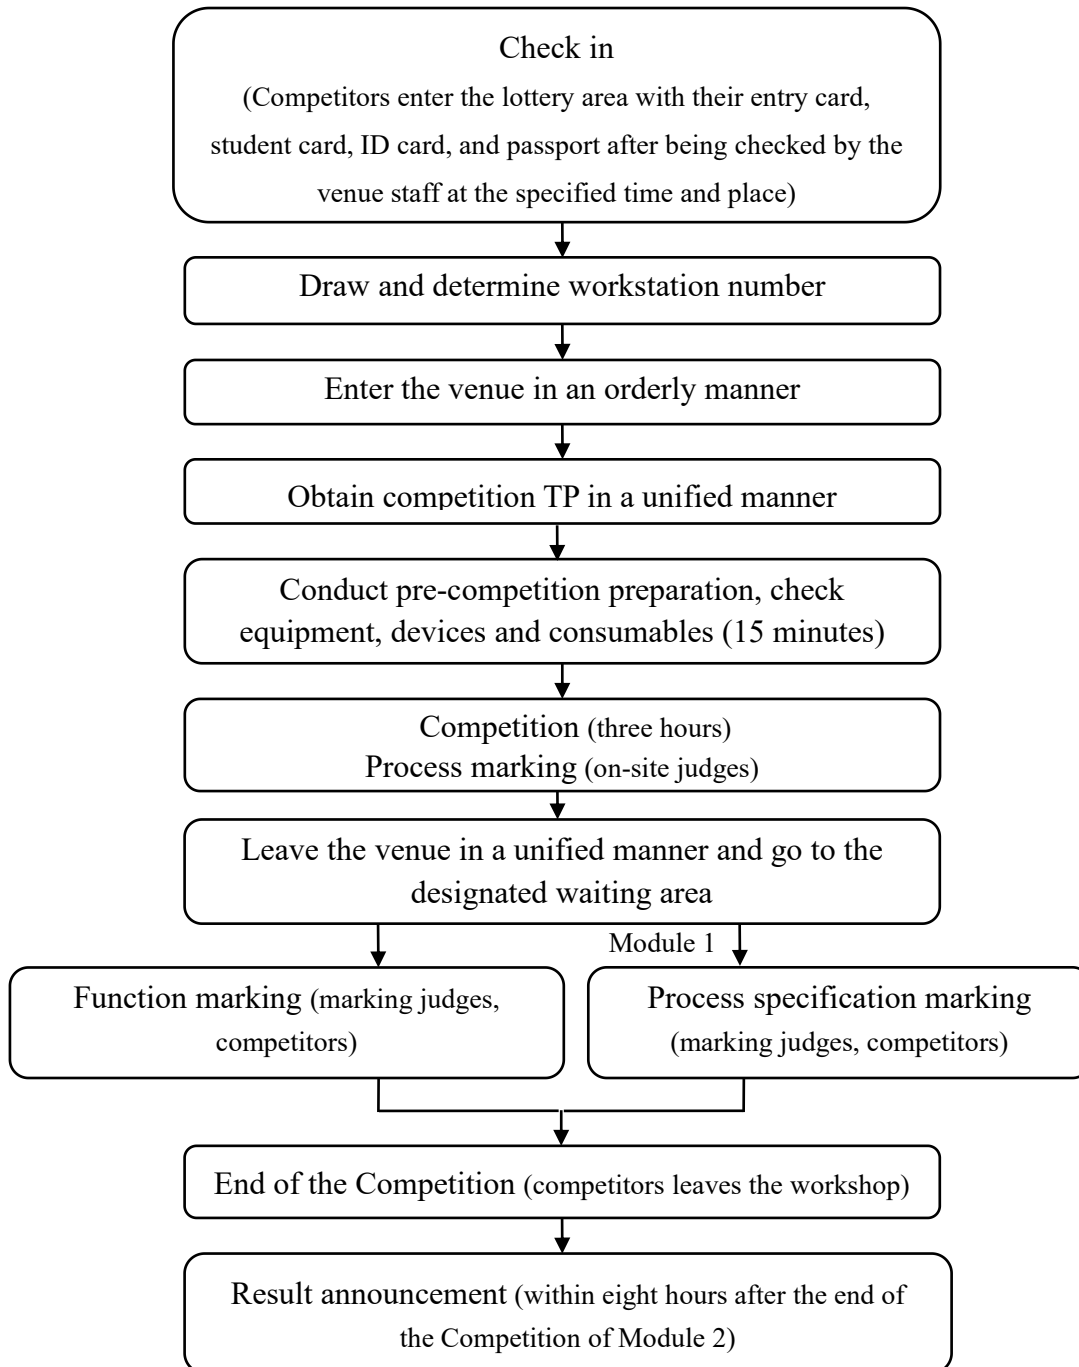 Check in
(Competitors enter the lottery area with their entry card,
student card, ID card, and passport after being checked by the
venue staff at the specified time and place)
Draw and determine workstation number
Enter the venue in an orderly manner
Obtain competition TP in a unified manner
Conduct pre-competition preparation, check
equipment, devices and consumables (15 minutes)
Competition (three hours)
Process marking (on-site judges)
Leave the venue in a unified manner and go to the
designated waiting area
Module 1
Function marking (marking judges,
competitors)
Process specification marking
(marking judges, competitors)
End of the Competition (competitors leaves the workshop)
Result announcement (within eight hours after the end of
the Competition of Module 2)